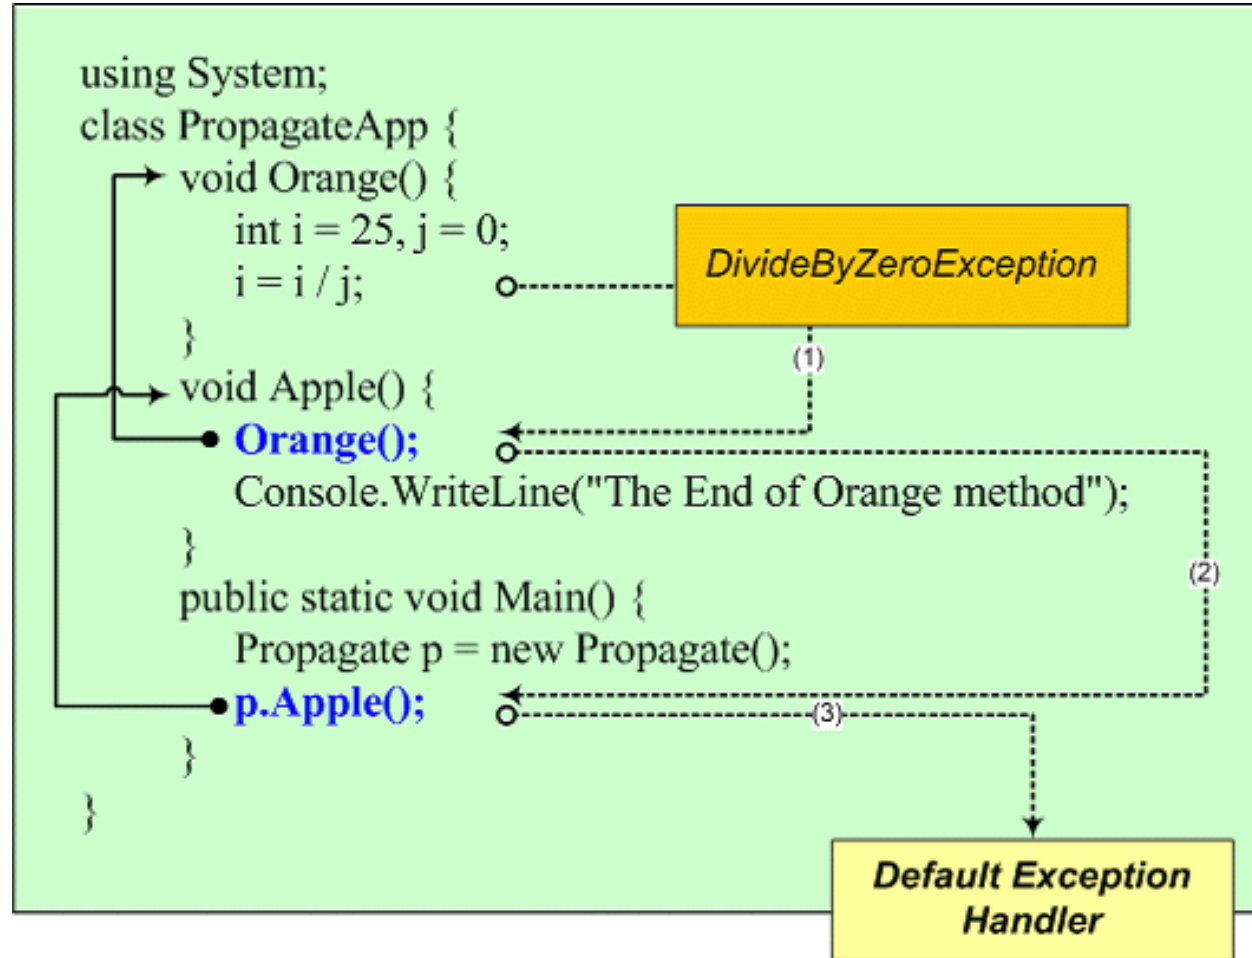 using System;
class PropagateApp {
void Orange() {
int i = 25, j = 0;
i = i / j;
DivideByZeroException
}
(1)
void Apple() {
Orange();
Console.WriteLine("The End of Orange method");
}
(2)
public static void Main() {
Propagate p = new Propagate();
p.Apple();
(3)
}
}
Default Exception
Handler